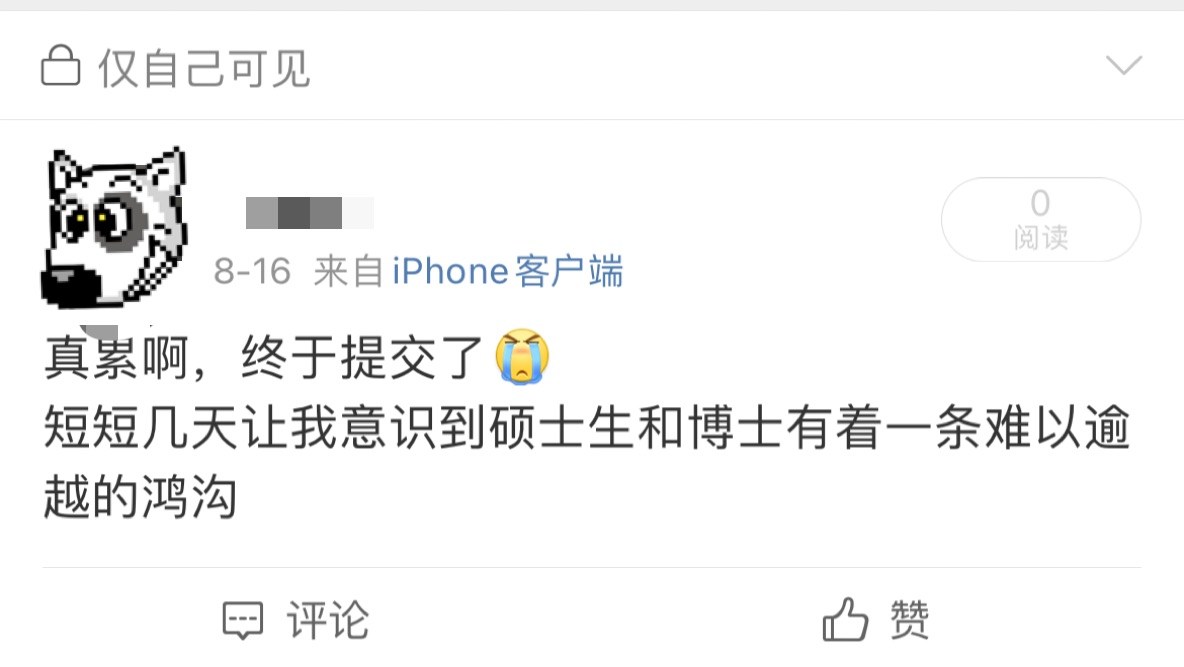 仅自己可见
0
阅读
8-16 来自 iPhone客户端
真累啊，终于提交了😭
短短几天让我意识到硕士生和博士有着一条难以逾
越的鸿沟
评论
赞